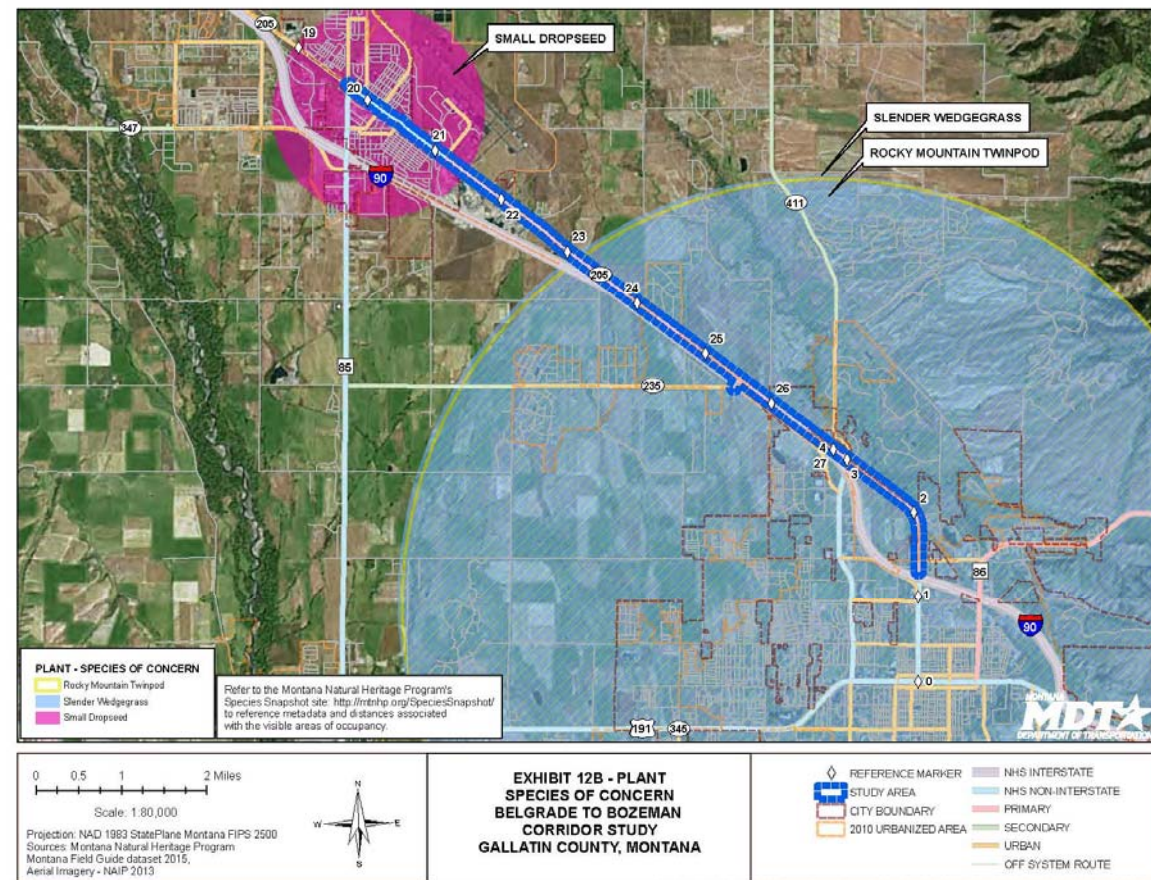 205
19
SMALL DROPSEED
20
21
347
90
22
SLENDER WEDGEGRASS
ROCKY MOUNTAIN TWINPOD
411
23
205
24
25
85
235
26
4
27
3
2
86
1
90
0
191
345
PLANT - SPECIES OF CONCERN
Rocky Mountain Twinpod
Slender Wedgegrass
Small Dropseed
Refer to the Montana Natural Heritage Program's
Species Snapshot site: http://mtnhp.org/SpeciesSnapshot/
to reference metadata and distances associated
with the visible areas of occupancy.
MONTANA
MDT
DEPARTMENT OF TRANSPORTATION
0 0.5 1 2 Miles
Scale: 1:80,000
Projection: NAD 1983 StatePlane Montana FIPS 2500
Sources: Montana Natural Heritage Program
Montana Field Guide dataset 2015,
Aerial Imagery - NAIP 2013
N
W E
S
EXHIBIT 12B - PLANT
SPECIES OF CONCERN
BELGRADE TO BOZEMAN
CORRIDOR STUDY
GALLATIN COUNTY, MONTANA
REFERENCE MARKER
STUDY AREA
CITY BOUNDARY
2010 URBANIZED AREA
NHS INTERSTATE
NHS NON-INTERSTATE
PRIMARY
SECONDARY
URBAN
OFF SYSTEM ROUTE